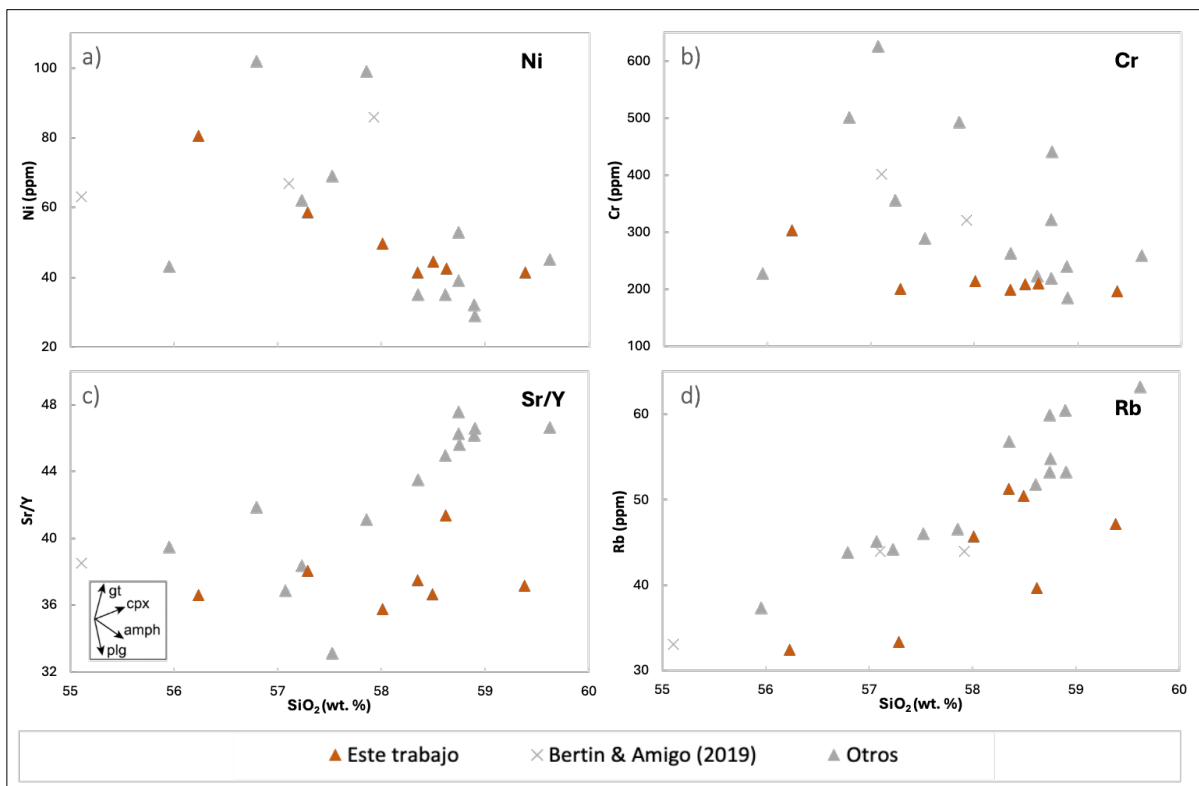 a)
Ni
100
80
60
40
20
Ni (ppm)
b)
Cr
600
500
400
300
200
100
Cr (ppm)
c)
Sr/Y
48
44
40
36
32
Sr/Y
gt
cpx
amph
plg
55 56 57 58 59 60
SiO₂ (wt. %)
d)
Rb
60
50
40
30
Rb (ppm)
55 56 57 58 59 60
SiO₂ (wt. %)
Este trabajo Bertin & Amigo (2019) Otros